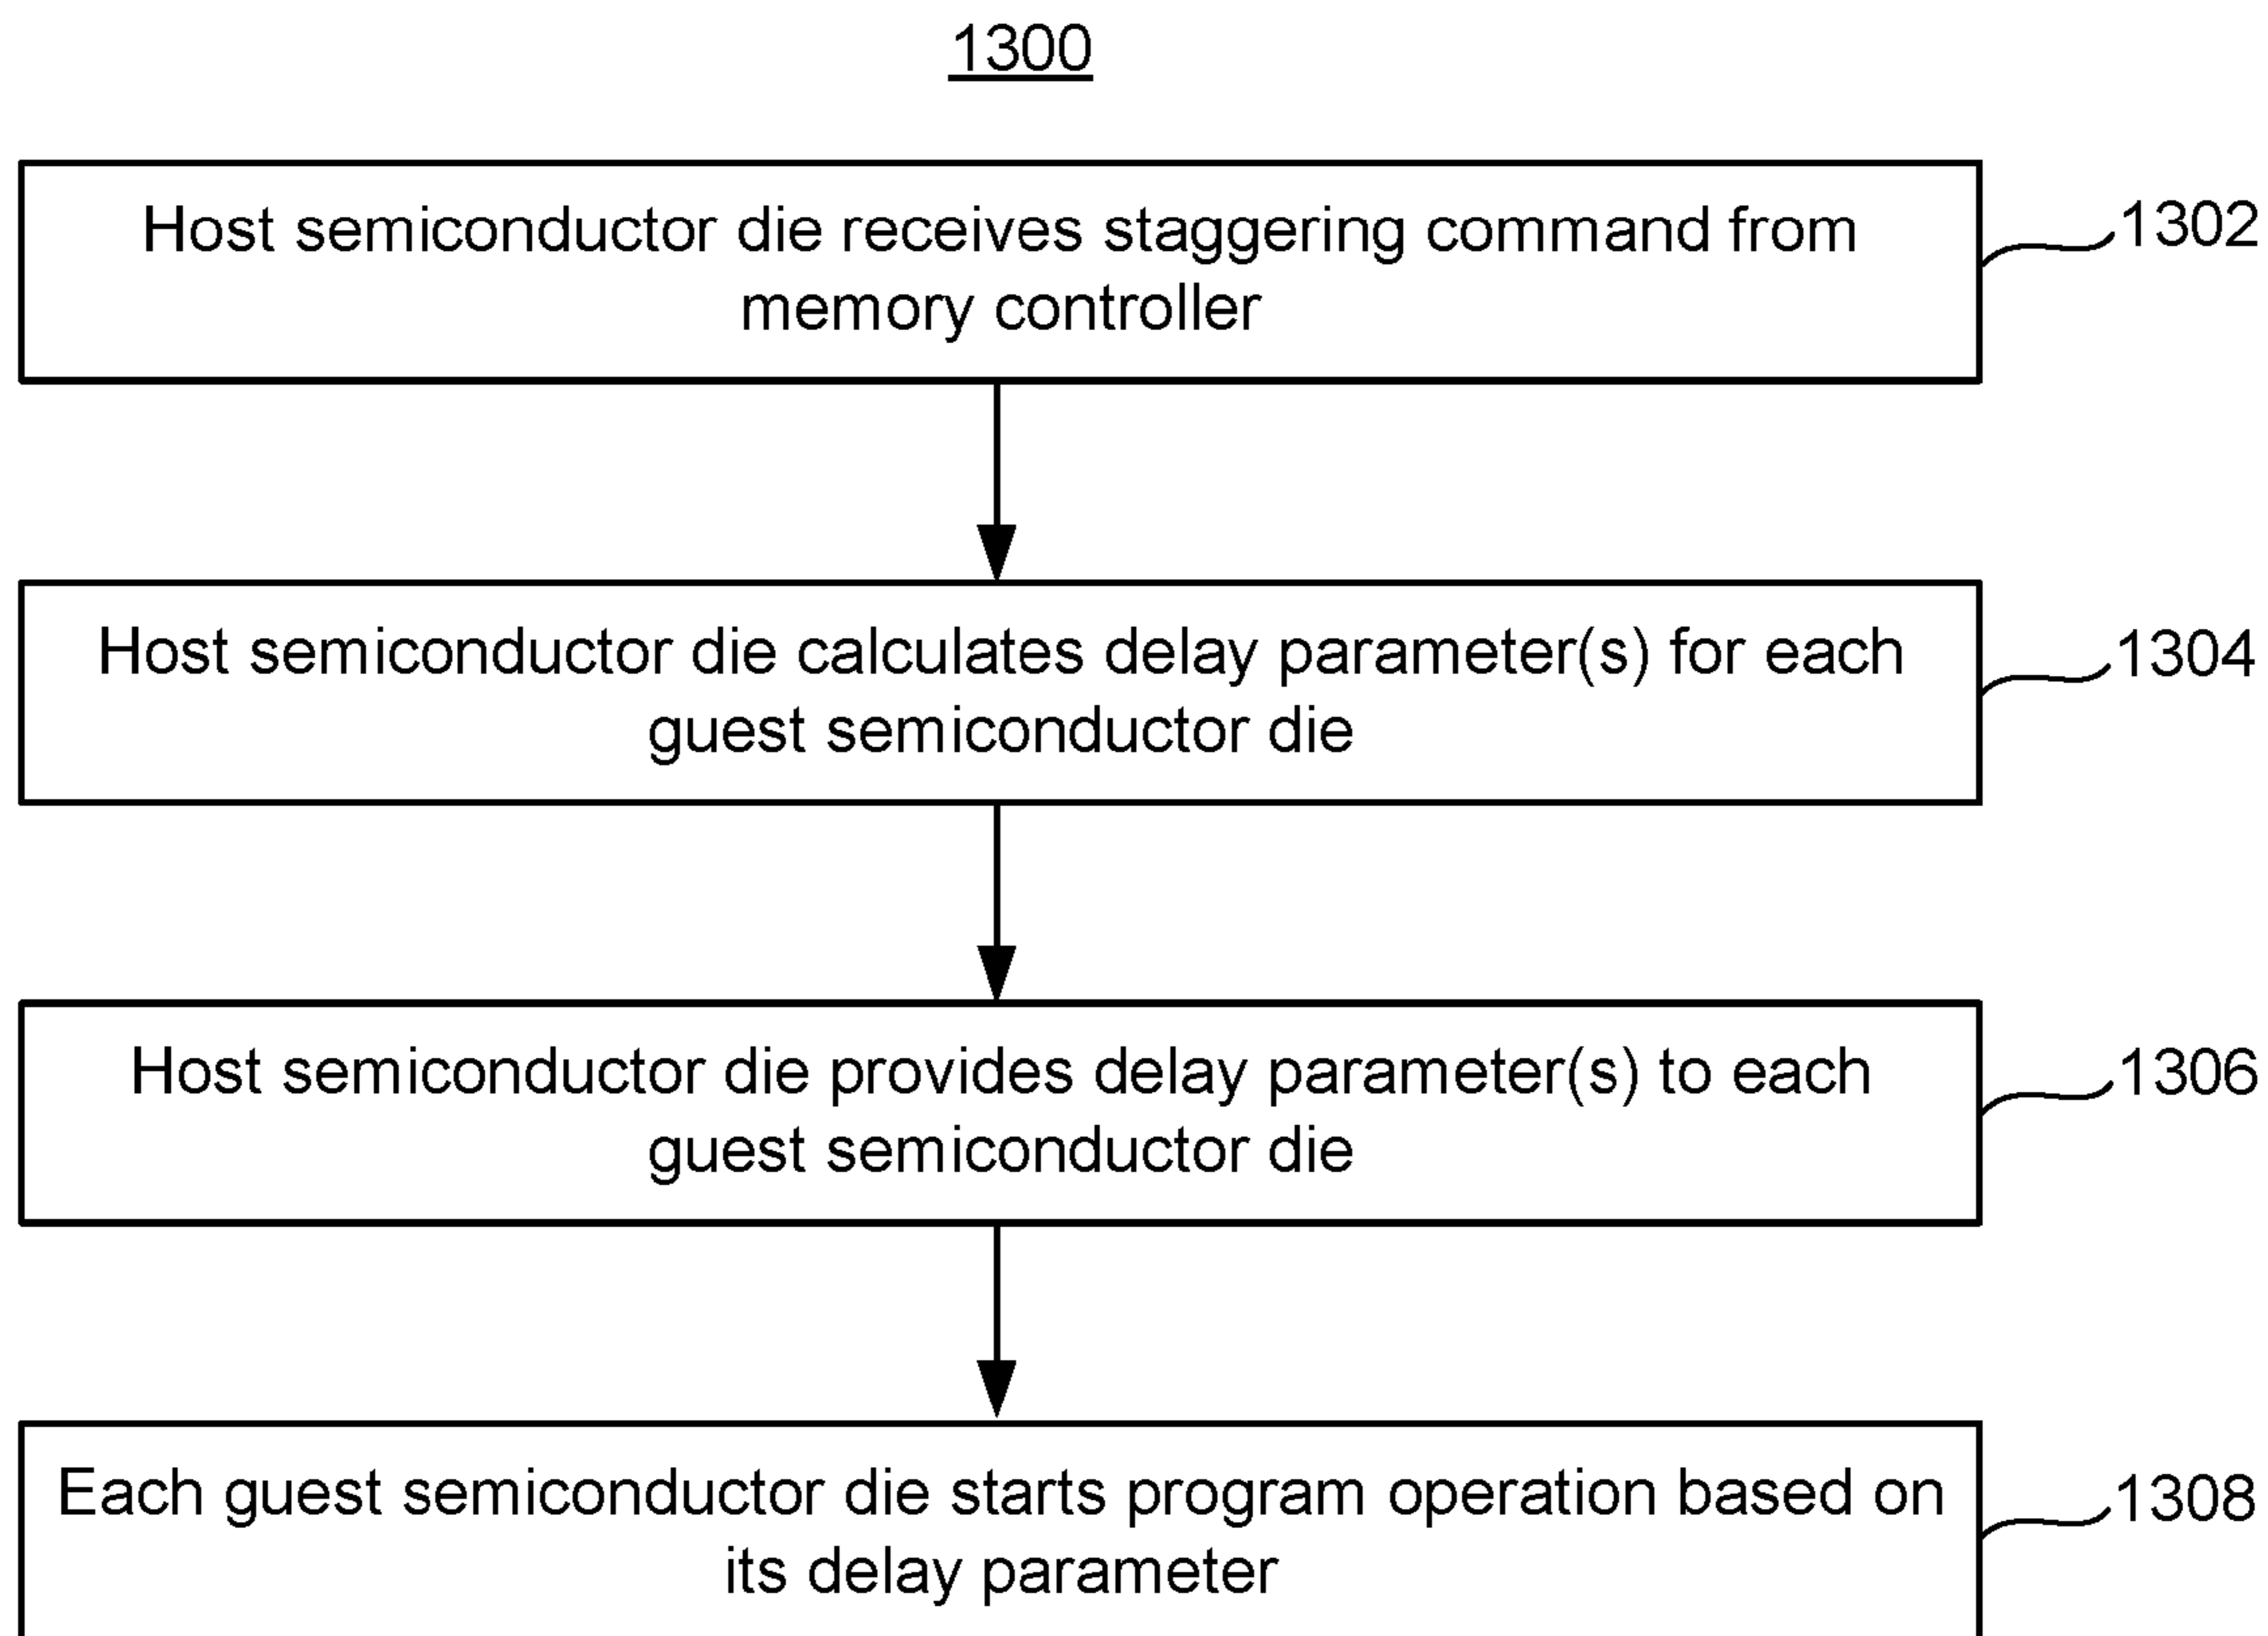 1300
Host semiconductor die receives staggering command from
memory controller
1302
Host semiconductor die calculates delay parameter(s) for each
guest semiconductor die
1304
Host semiconductor die provides delay parameter(s) to each
guest semiconductor die
1306
Each guest semiconductor die starts program operation based on
its delay parameter
1308